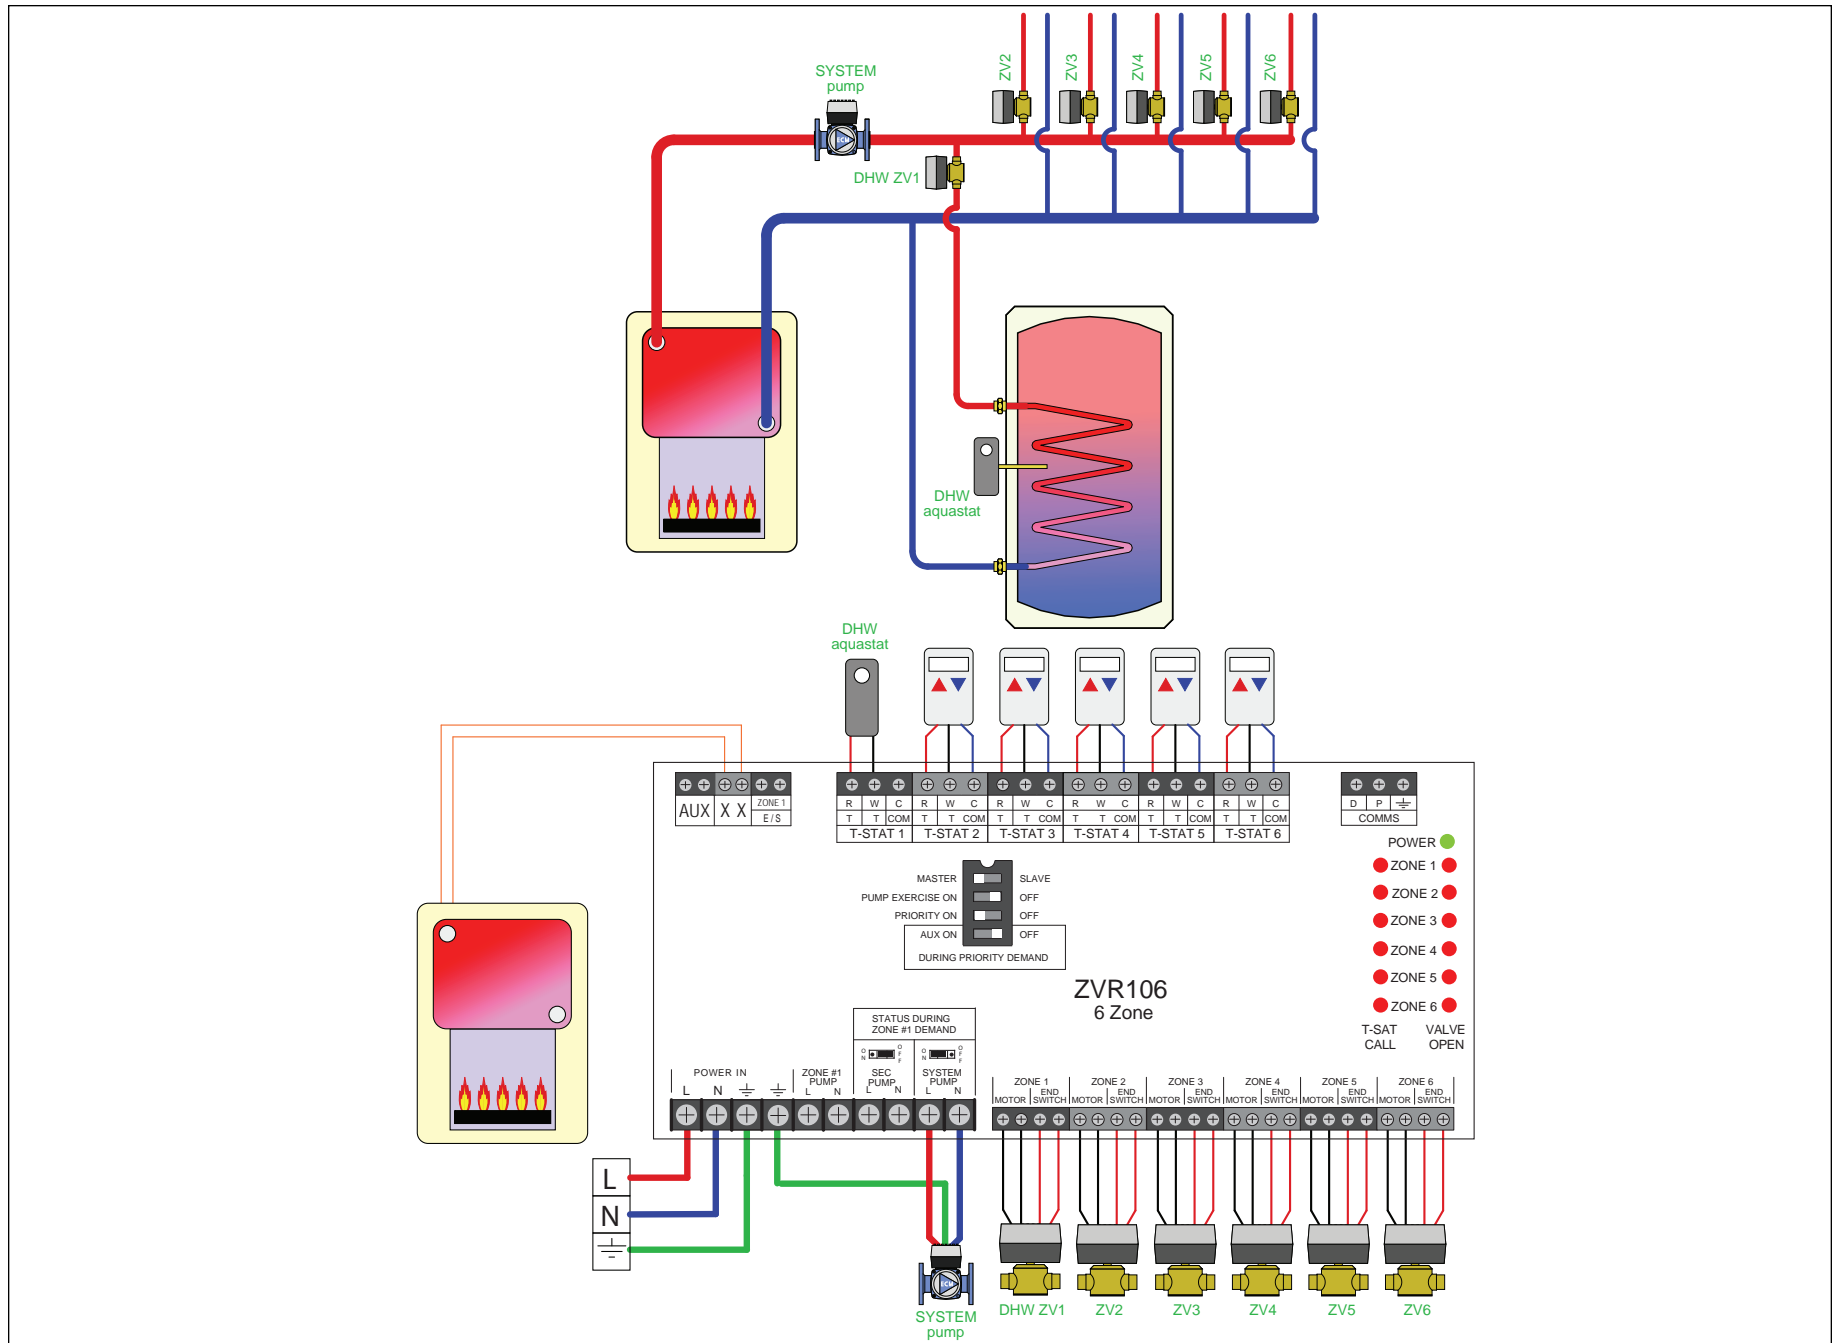 ZV2
ZV3
ZV4
ZV5
ZV6
SYSTEM
pump
ECM
DHW ZV1
DHW
aquastat
DHW
aquastat
AUX X X ZONE 1
E / S
R W C R W C R W C R W C R W C R W C
T T COM T T COM T T COM T T COM T T COM T T COM
T-STAT 1 T-STAT 2 T-STAT 3 T-STAT 4 T-STAT 5 T-STAT 6
D P
COMMS
POWER
ZONE 1
ZONE 2
ZONE 3
ZONE 4
ZONE 5
ZONE 6
T-SAT
CALL
VALVE
OPEN
MASTER SLAVE
PUMP EXERCISE ON OFF
PRIORITY ON OFF
AUX ON OFF
DURING PRIORITY DEMAND
ZVR106
6 Zone
STATUS DURING
ZONE #1 DEMAND
ON OFF ON OFF
POWER IN
L N
ZONE #1
PUMP
L N
SEC
PUMP
L N
SYSTEM
PUMP
L N
ZONE 1 ZONE 2 ZONE 3 ZONE 4 ZONE 5 ZONE 6
MOTOR END SWITCH MOTOR END SWITCH MOTOR END SWITCH MOTOR END SWITCH MOTOR END SWITCH MOTOR END SWITCH
L
N
ECM
SYSTEM
pump
DHW ZV1 ZV2 ZV3 ZV4 ZV5 ZV6